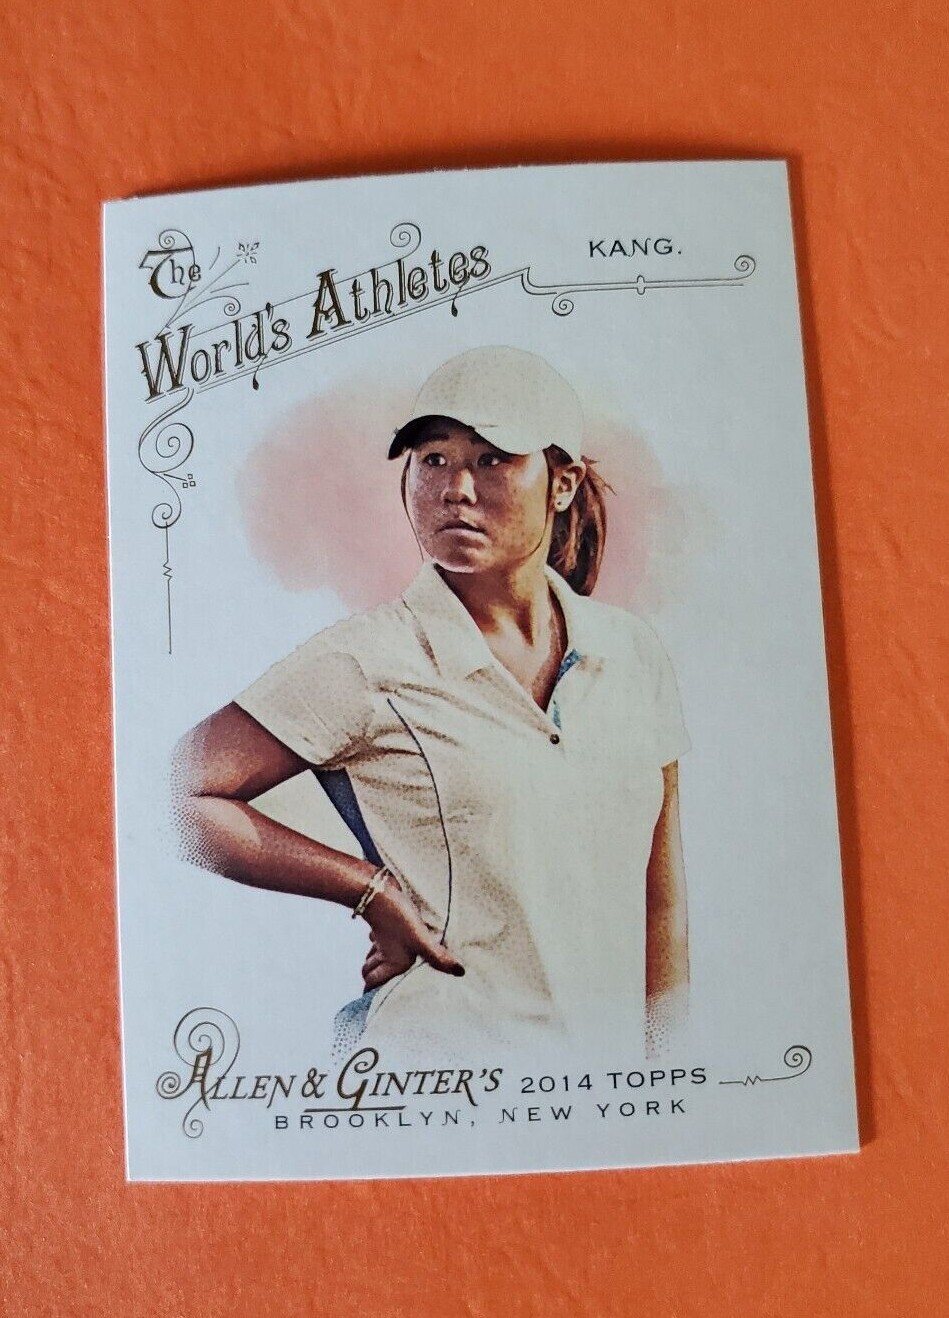 The
World's Athletes
KANG.
ALLEN & GINTER'S 2014 TOPPS
BROOKLYN, NEW YORK